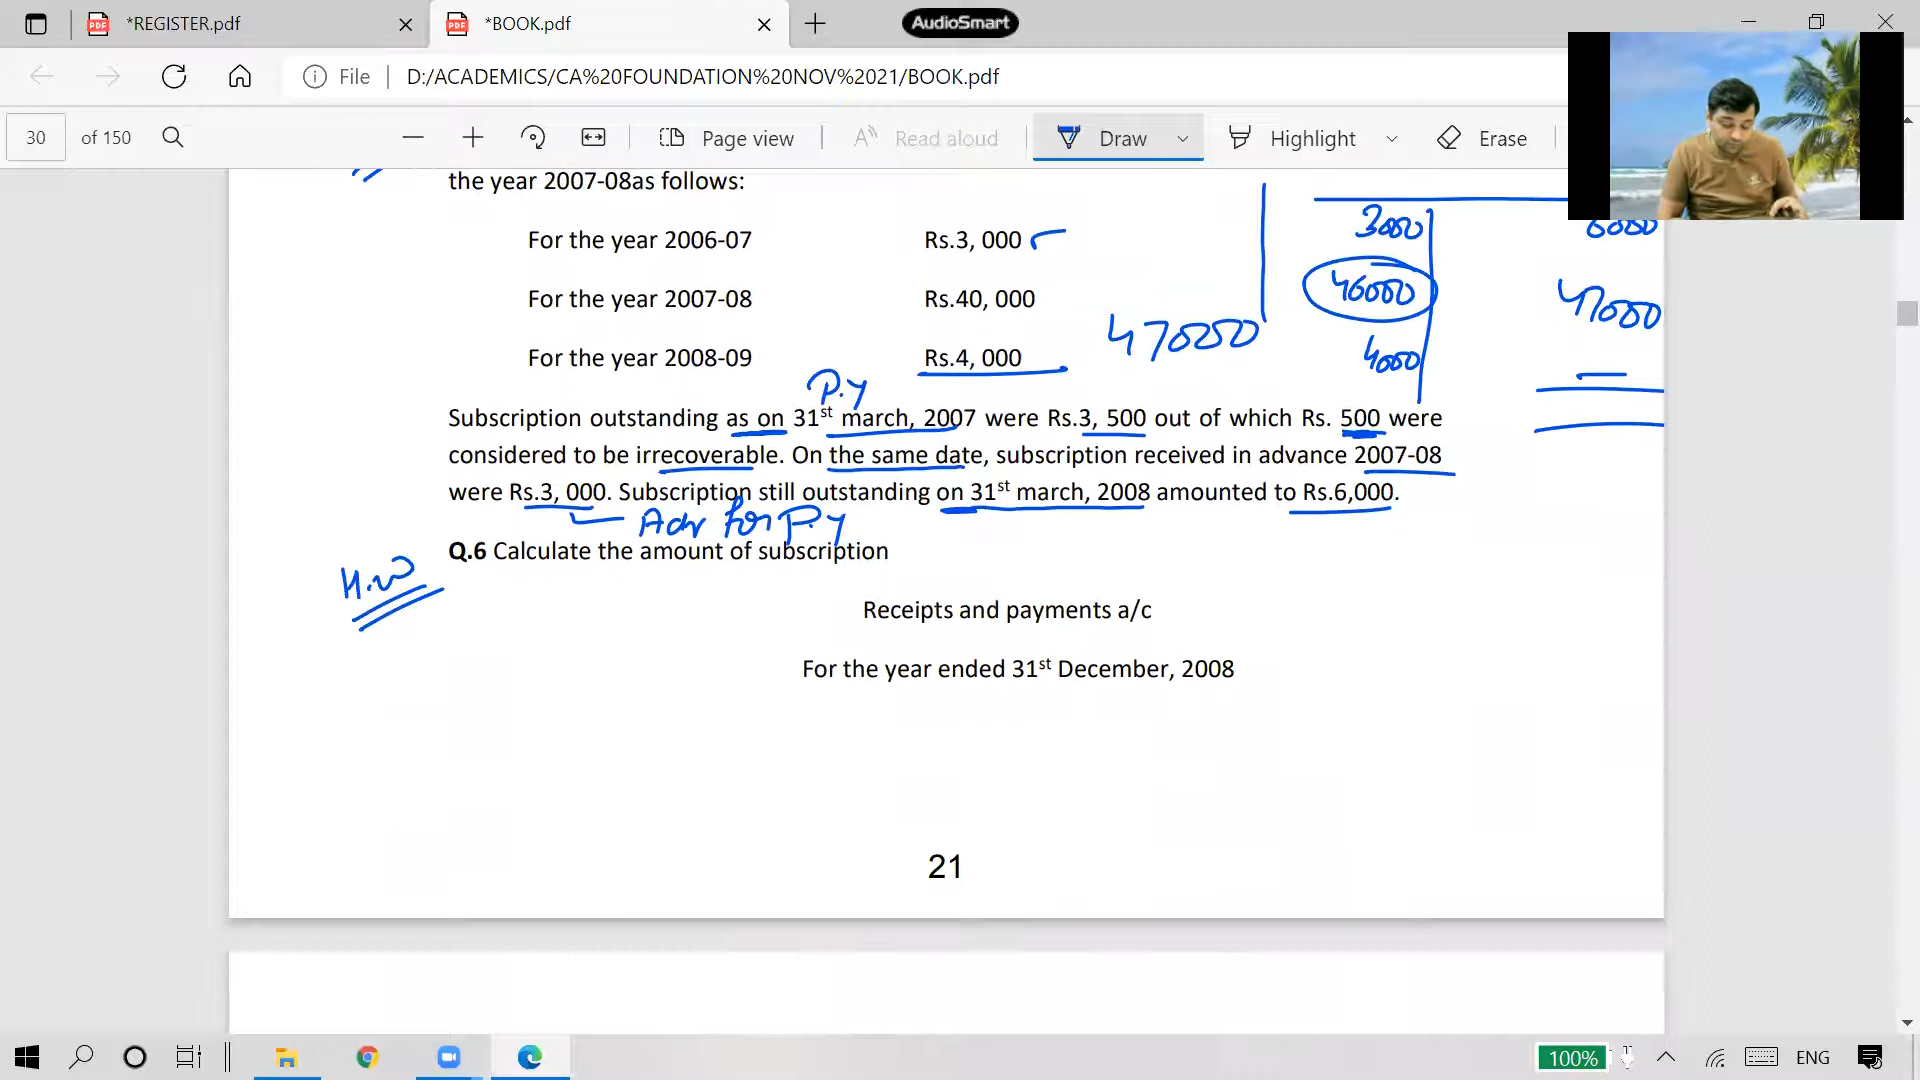 *REGISTER.pdf
*BOOK.pdf
AudioSmart
File
D:/ACADEMICS/CA%20FOUNDATION%20NOV%2021/BOOK.pdf
30 of 150
Page view
Read aloud
Draw
Highlight
Erase
the year 2007-08as follows:
For the year 2006-07 Rs.3, 000
For the year 2007-08 Rs.40, 000
For the year 2008-09 Rs.4, 000
47000
3000
46000
4000
6000
47000
P.y
Subscription outstanding as on 31st march, 2007 were Rs.3, 500 out of which Rs. 500 were
considered to be irrecoverable. On the same date, subscription received in advance 2007-08
were Rs.3, 000. Subscription still outstanding on 31st march, 2008 amounted to Rs.6,000.
Adv for P.y
Q.6 Calculate the amount of subscription
H.W
Receipts and payments a/c
For the year ended 31st December, 2008
21
100%
ENG